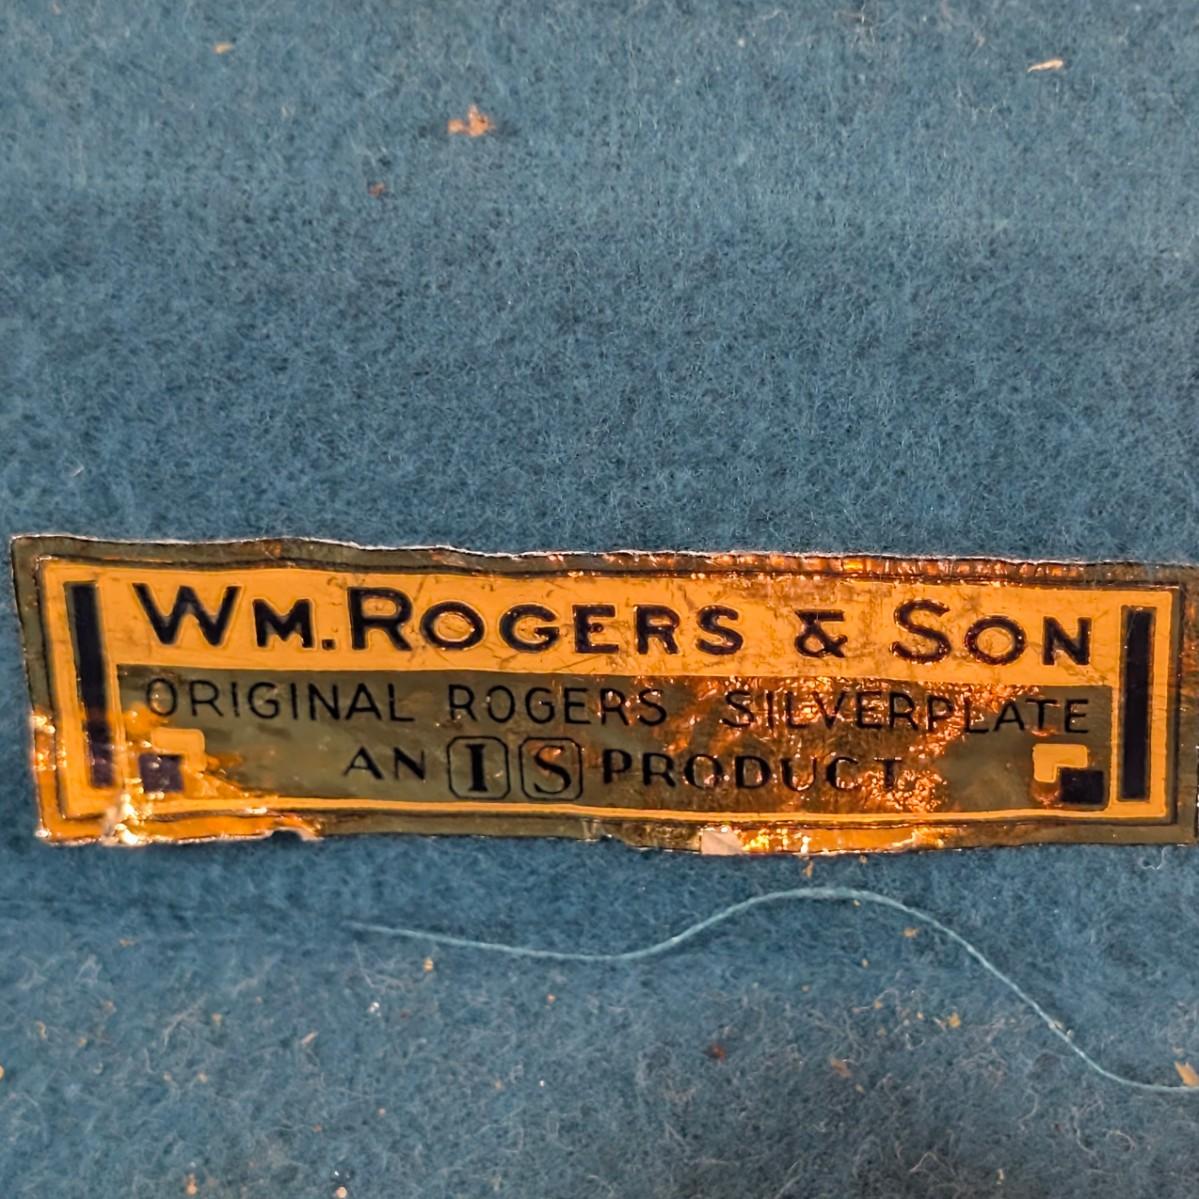 WM. ROGERS & SON
ORIGINAL ROGERS SILVERPLATE
AN IS PRODUCT